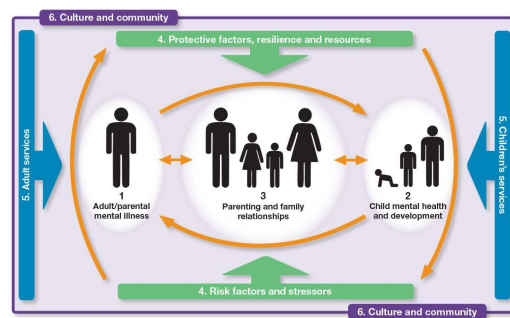 6. Culture and community
4. Protective factors, resilience and resources
5. Adult services
5. Children's services
1
Adult/parental
mental illness
3
Parenting and family
relationships
2
Child mental health
and development
4. Risk factors and stressors
6. Culture and community